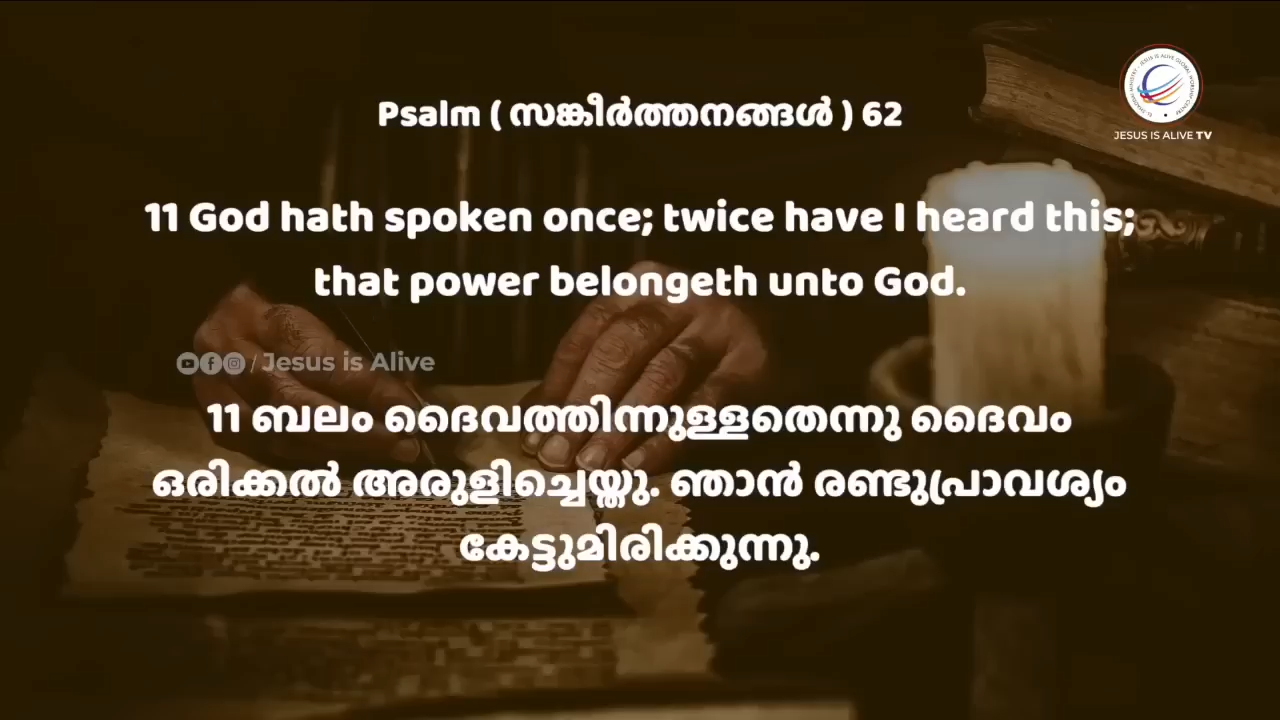 Psalm ( സങ്കീർത്തനങ്ങൾ ) 62
JESUS IS ALIVE TV
11 God hath spoken once; twice have I heard this;
that power belongeth unto God.
/ Jesus is Alive
11 ബലം ദൈവത്തിന്നുള്ളതെന്നു ദൈവം
ഒരിക്കൽ അരുളിച്ചെയ്തു. ഞാൻ രണ്ടുപ്രാവശ്യം
കേട്ടുമിരിക്കുന്നു.